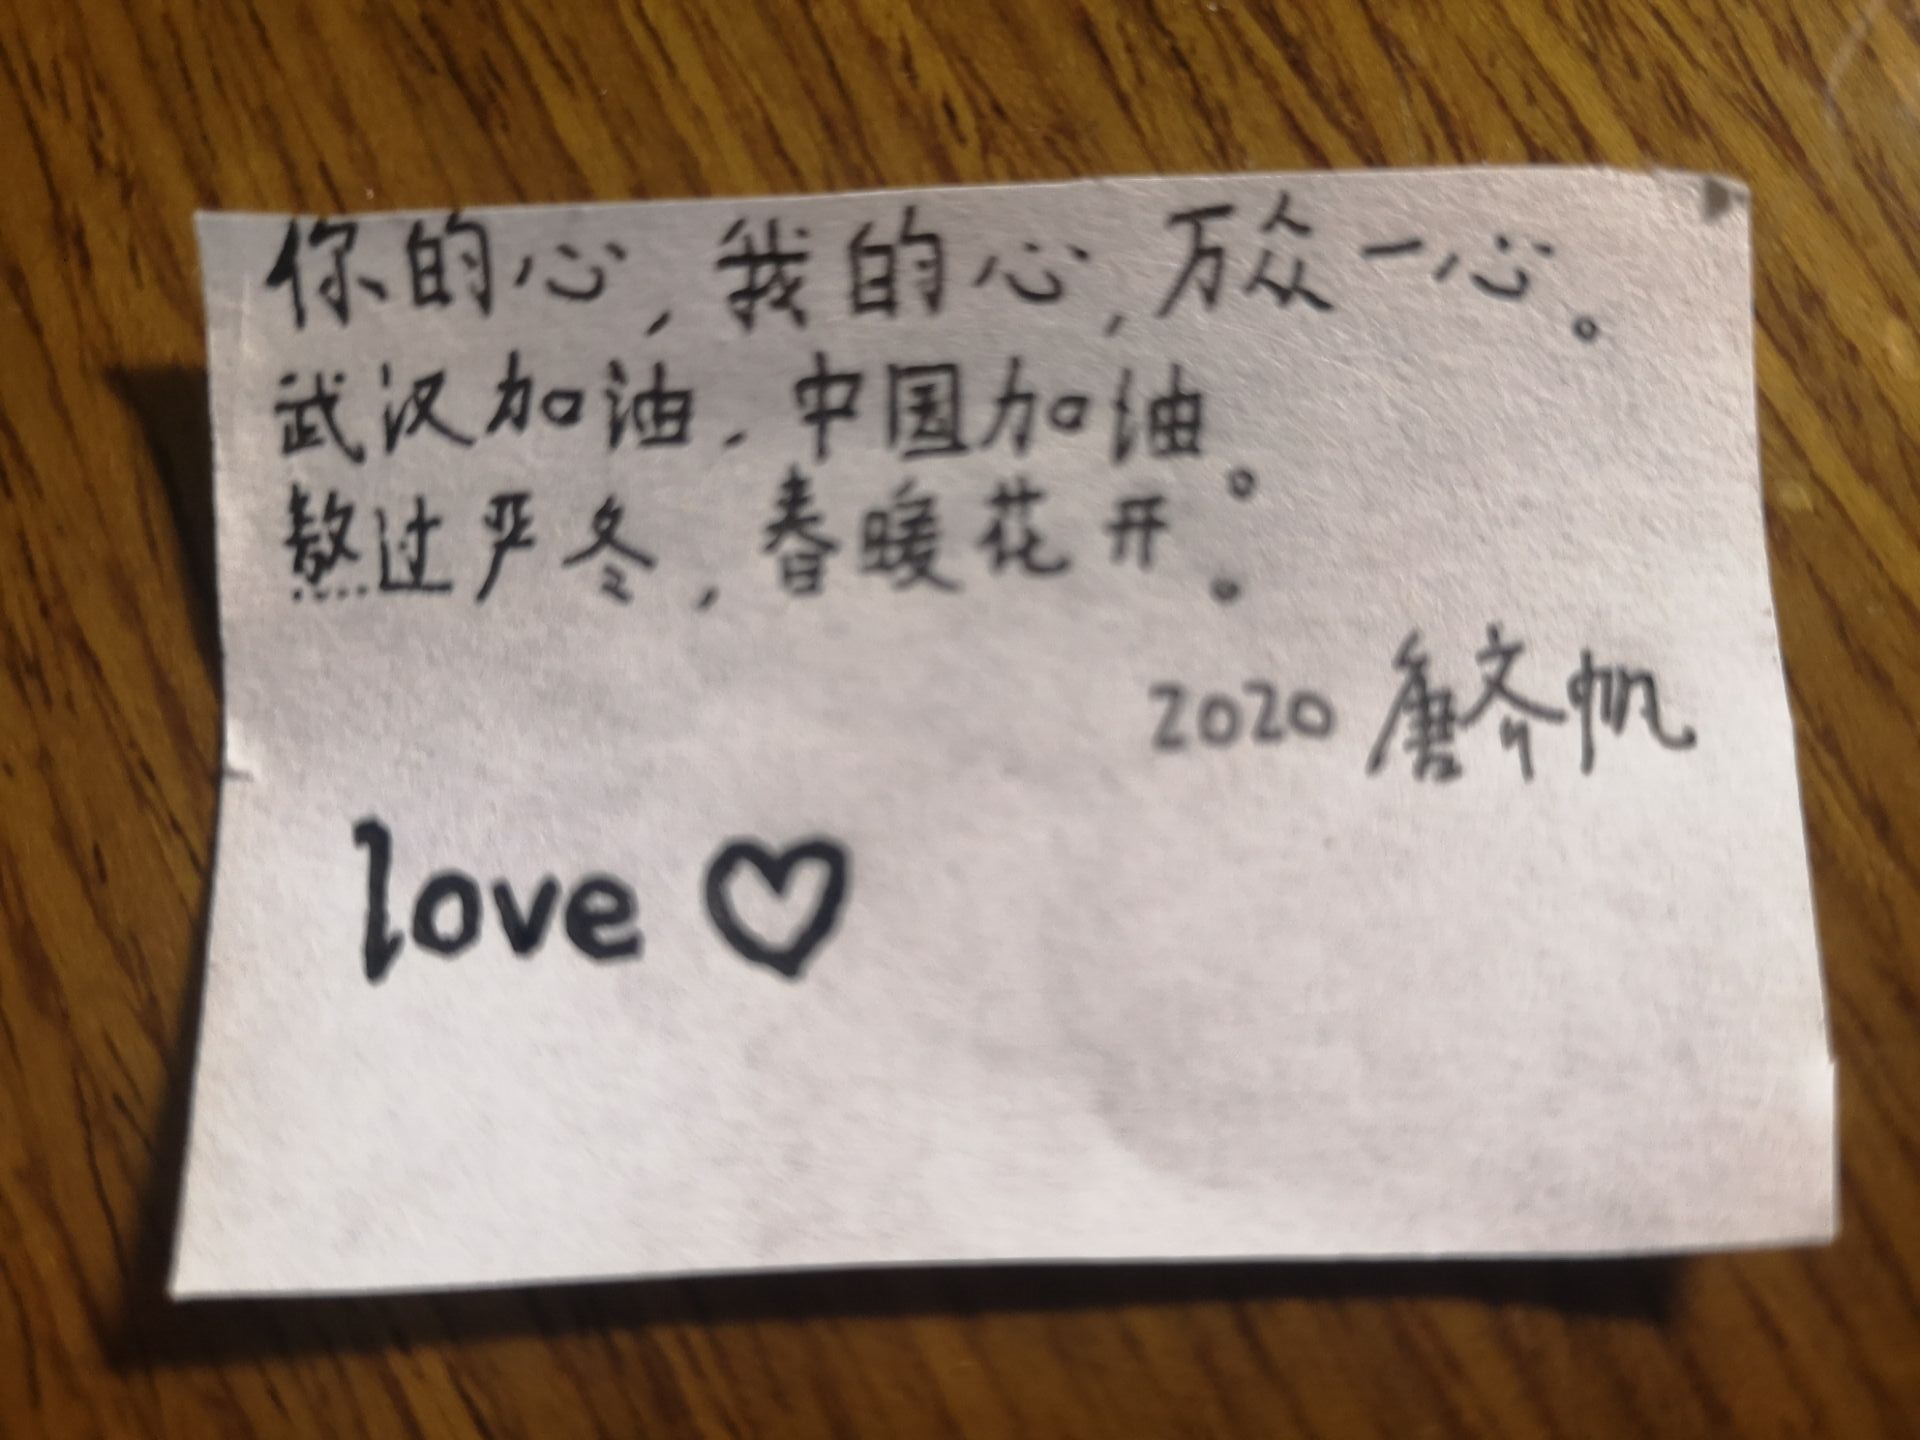 你的心,我的心,万众一心。
武汉加油,中国加油。
熬过严冬,春暖花开。
2020 唐齐帆
love ♡